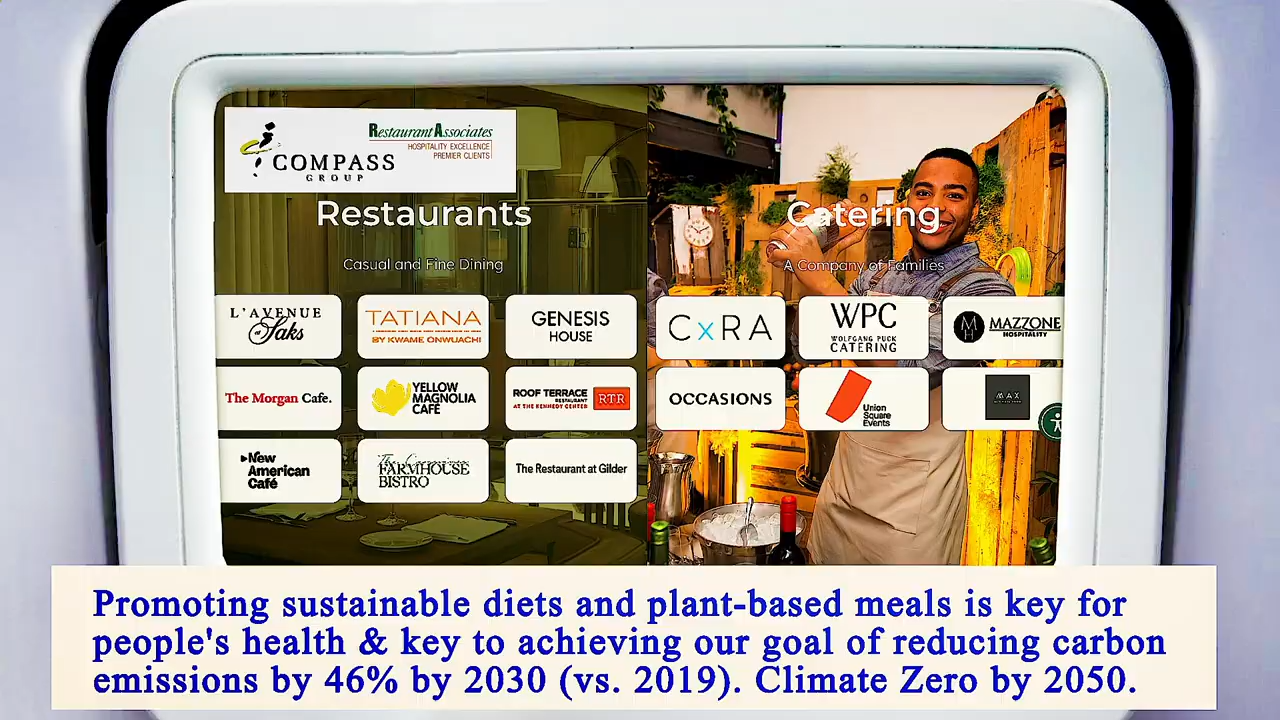 COMPASS
GROUP
Restaurant Associates
HOSPITALITY EXCELLENCE
PREMIER CLIENTS
Restaurants
Casual and Fine Dining
L'AVENUE
Saks
TATIANA
BY KWAME ONWUACHI
GENESIS
HOUSE
The Morgan Cafe.
YELLOW
MAGNOLIA
CAFÉ
ROOF TERRACE
RESTAURANT
AT THE KENNEDY CENTER
RTR
New
American
Café
FARMHOUSE
BISTRO
The Restaurant at Gilder
Catering
A Company of Families
CxRA
WPC
WOLFGANG PUCK
CATERING
MH
MAZZONE
HOSPITALITY
OCCASIONS
Union
Square
Events
MAX
Promoting sustainable diets and plant-based meals is key for
people's health & key to achieving our goal of reducing carbon
emissions by 46% by 2030 (vs. 2019). Climate Zero by 2050.